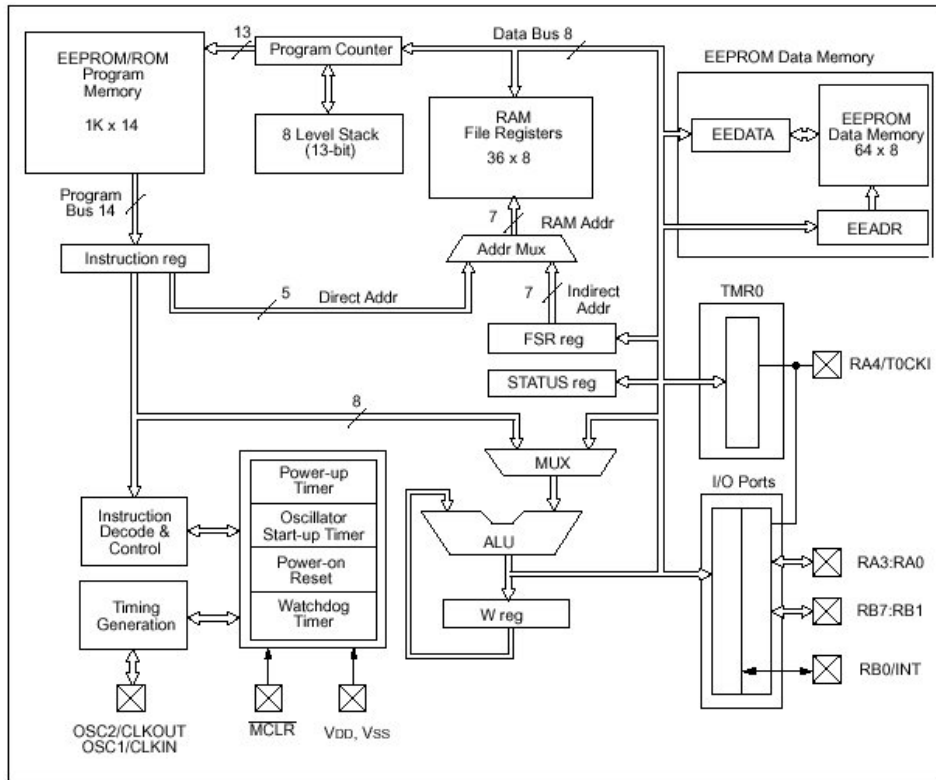 EEPROM/ROM
Program
Memory
1K x 14
13
Program Counter
8 Level Stack
(13-bit)
Data Bus 8
RAM
File Registers
36 x 8
EEPROM Data Memory
EEDATA
EEPROM
Data Memory
64 x 8
EEADR
Program
Bus 14
Instruction reg
7
RAM Addr
Addr Mux
5
Direct Addr
7
Indirect
Addr
FSR reg
STATUS reg
TMR0
RA4/T0CKI
8
MUX
ALU
W reg
Power-up
Timer
Oscillator
Start-up Timer
Power-on
Reset
Watchdog
Timer
Instruction
Decode &
Control
Timing
Generation
I/O Ports
RA3:RA0
RB7:RB1
RB0/INT
OSC2/CLKOUT
OSC1/CLKIN
MCLR
VDD, VSS